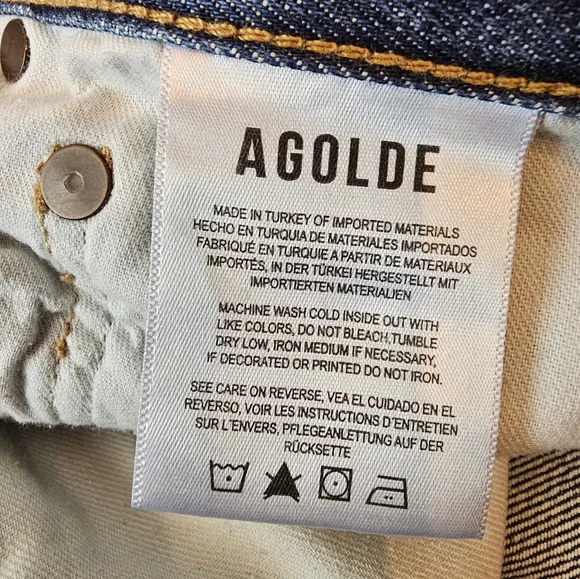 AGOLDE
MADE IN TURKEY OF IMPORTED MATERIALS
HECHO EN TURQUIA DE MATERIALES IMPORTADOS
FABRIQUÉ EN TURQUIE A PARTIR DE MATERIAUX
IMPORTÉS, IN DER TÜRKEI HERGESTELLT MIT
IMPORTIERTEN MATERIALIEN
MACHINE WASH COLD INSIDE OUT WITH
LIKE COLORS, DO NOT BLEACH,TUMBLE
DRY LOW, IRON MEDIUM IF NECESSARY,
IF DECORATED OR PRINTED DO NOT IRON.
SEE CARE ON REVERSE, VEA EL CUIDADO EN EL
REVERSO, VOIR LES INSTRUCTIONS D'ENTRETIEN
SUR L'ENVERS, PFLEGEANLETTUNG AUF DER
RÜCKSETTE